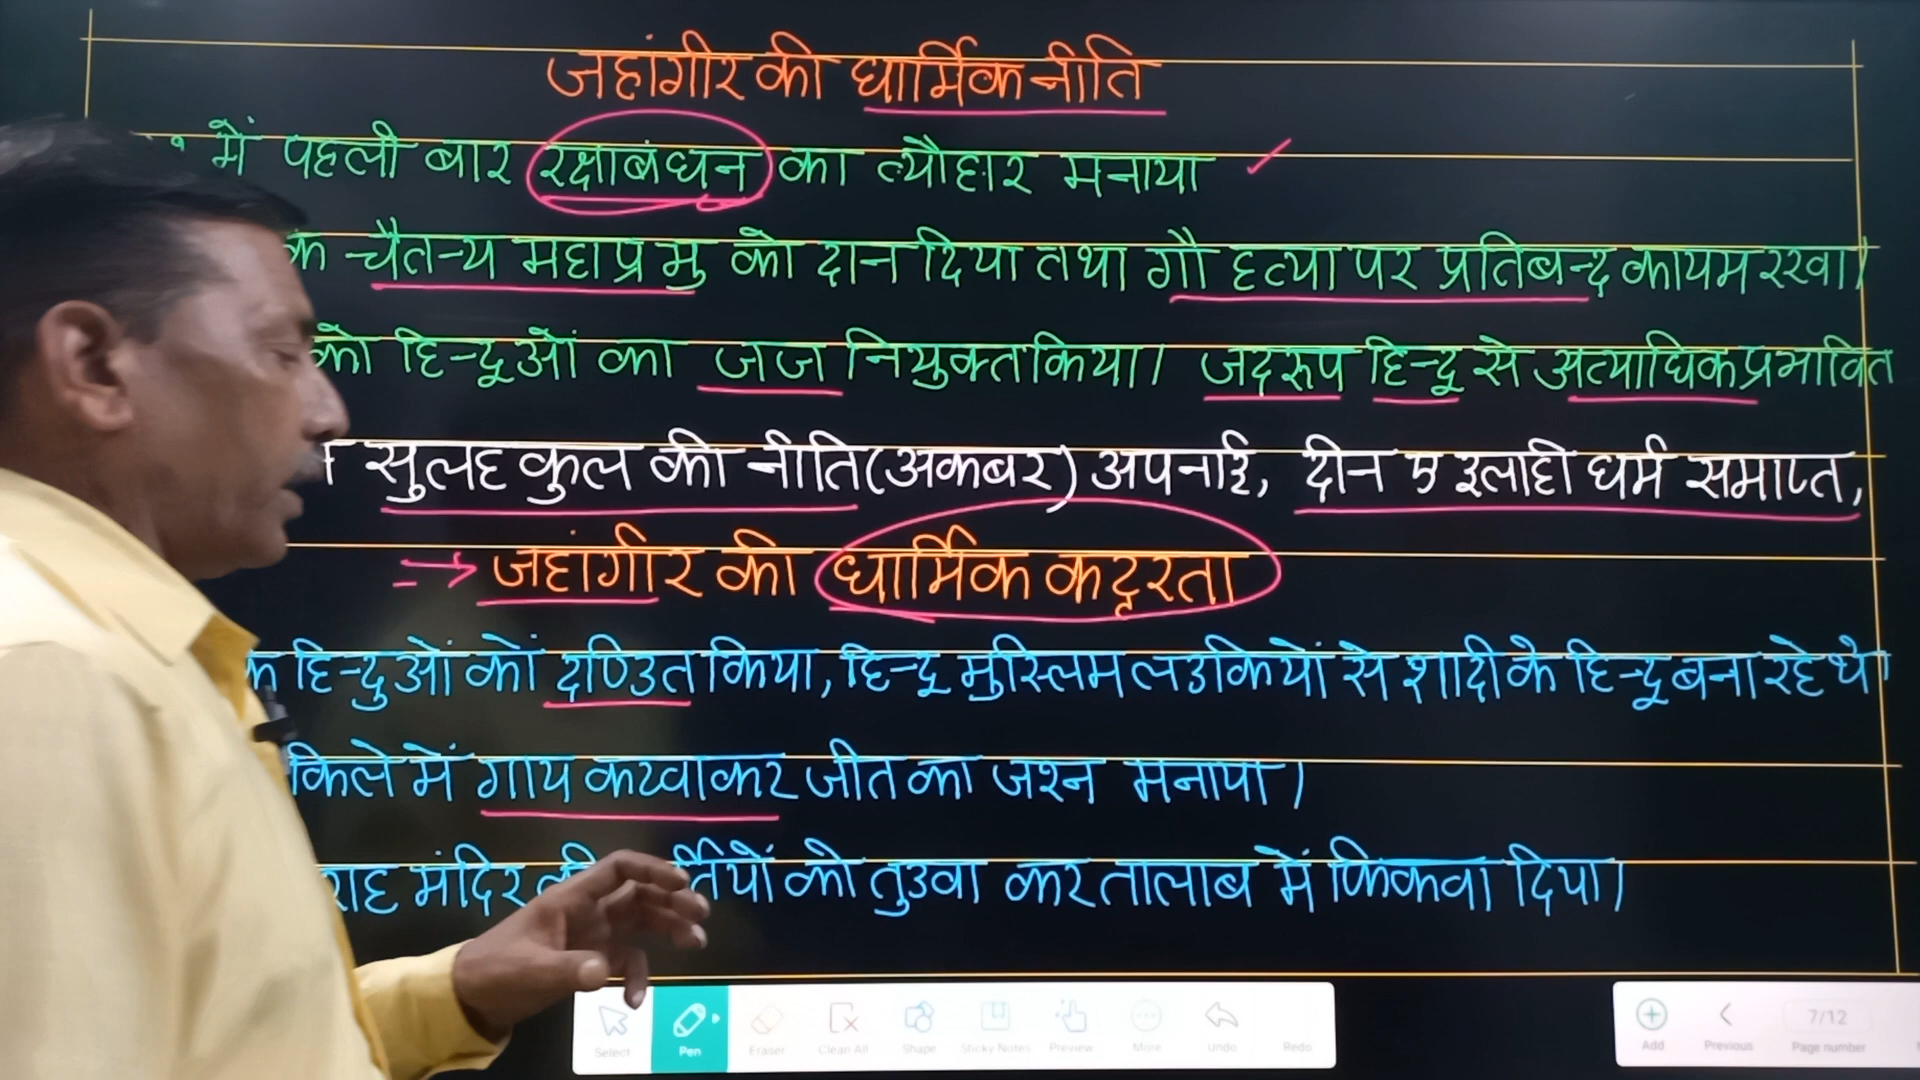 जहांगीर की धार्मिक नीति
में पहली बार रक्षाबंधन का त्यौहार मनाया
चैतन्य महाप्रभु को दान दिया तथा गौ हत्या पर प्रतिबन्द कायम रखा।
को हिन्दूओं का जज नियुक्त किया। जदरूप हिन्दू से अत्याधिक प्रभावित
सुलह कुल की नीति (अकबर) अपनाई, दीन ए इलाही धर्म समाप्त,
→ जहांगीर की धार्मिक कट्टरता
हिन्दुओं को दण्डित किया, हिन्दू मुस्लिम लडकियों से शादी के हिन्दू बना रहे थे।
किले में गाय कटवाकर जीत का जश्न मनाया।
मंदिर को तुडवा कर तालाब में फिकवा दिया।
Select Pen Eraser Clean All Shape Sticky Notes Preview More Undo Redo
Add Previous 7/12 Page number